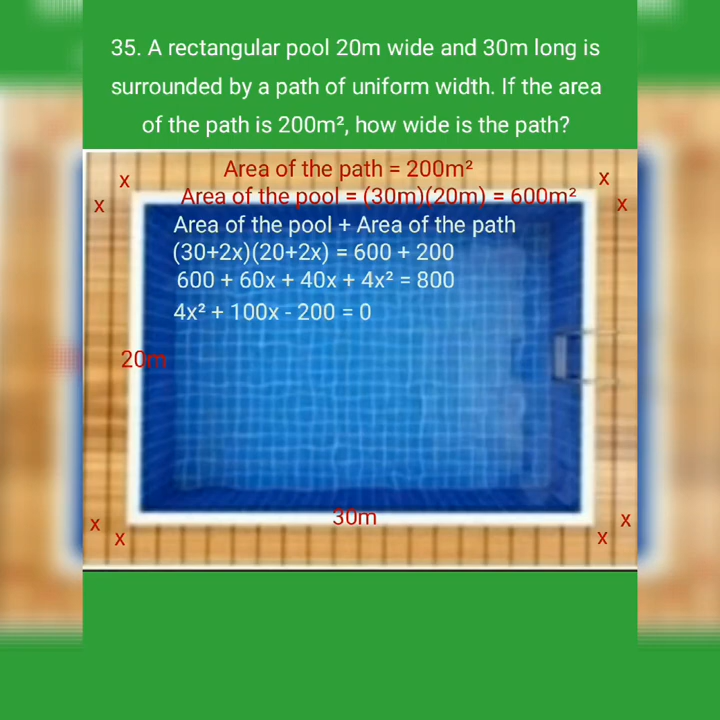 35. A rectangular pool 20m wide and 30m long is
surrounded by a path of uniform width. If the area
of the path is 200m², how wide is the path?
Area of the path = 200m²
x
x
Area of the pool = (30m)(20m) = 600m²
x
x
Area of the pool + Area of the path
(30+2x)(20+2x) = 600 + 200
600 + 60x + 40x + 4x² = 800
4x² + 100x - 200 = 0
20m
30m
x
x
x
x